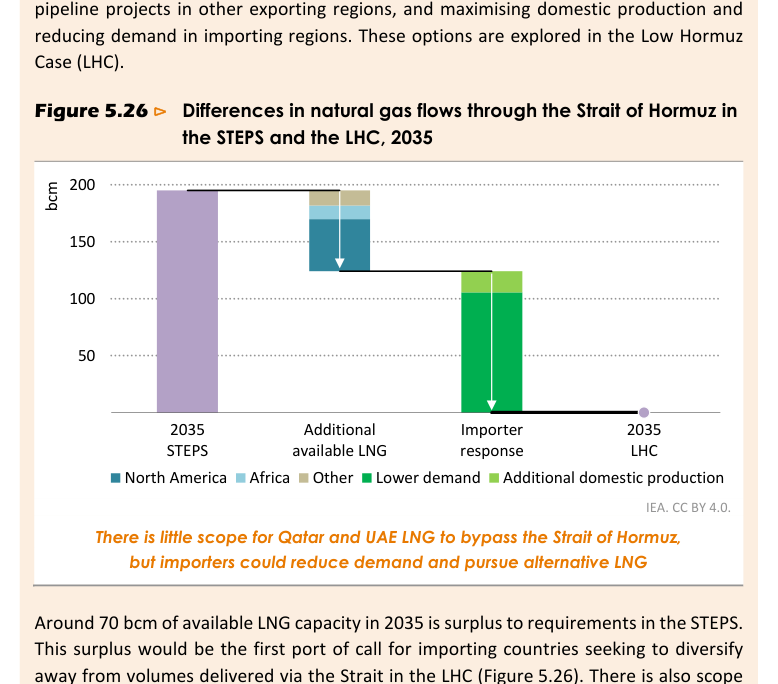 pipeline projects in other exporting regions, and maximising domestic production and
reducing demand in importing regions. These options are explored in the Low Hormuz
Case (LHC).
Figure 5.26 ⊳ Differences in natural gas flows through the Strait of Hormuz in
the STEPS and the LHC, 2035
bcm
200
150
100
50
2035
STEPS
Additional
available LNG
Importer
response
2035
LHC
North America Africa Other Lower demand Additional domestic production
IEA. CC BY 4.0.
There is little scope for Qatar and UAE LNG to bypass the Strait of Hormuz,
but importers could reduce demand and pursue alternative LNG
Around 70 bcm of available LNG capacity in 2035 is surplus to requirements in the STEPS.
This surplus would be the first port of call for importing countries seeking to diversify
away from volumes delivered via the Strait in the LHC (Figure 5.26). There is also scope